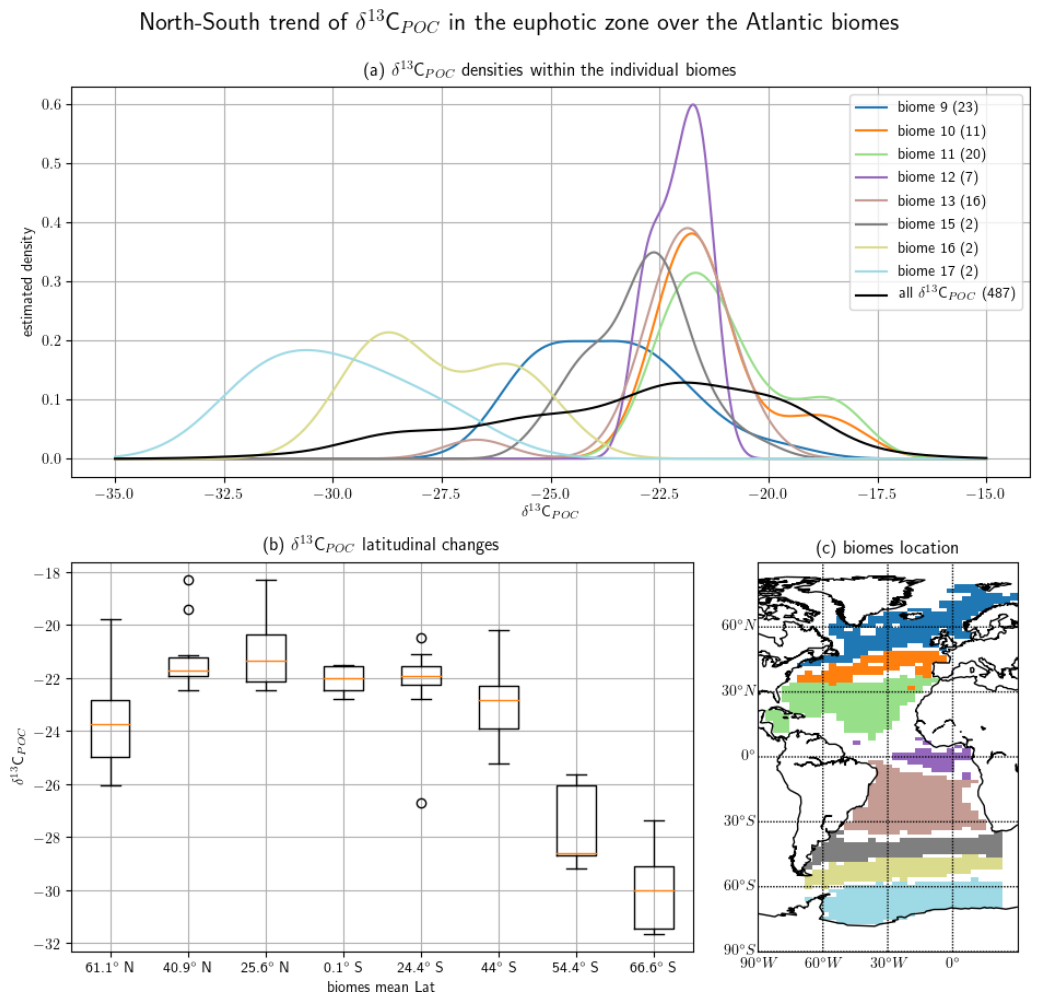 North-South trend of δ¹³C_POC in the euphotic zone over the Atlantic biomes
(a) δ¹³C_POC densities within the individual biomes
estimated density
0.6
0.5
0.4
0.3
0.2
0.1
0.0
biome 9 (23)
biome 10 (11)
biome 11 (20)
biome 12 (7)
biome 13 (16)
biome 15 (2)
biome 16 (2)
biome 17 (2)
all δ¹³C_POC (487)
−35.0 −32.5 −30.0 −27.5 −25.0 −22.5 −20.0 −17.5 −15.0
δ¹³C_POC
(b) δ¹³C_POC latitudinal changes
δ¹³C_POC
−18
−20
−22
−24
−26
−28
−30
−32
61.1° N 40.9° N 25.6° N 0.1° S 24.4° S 44° S 54.4° S 66.6° S
biomes mean Lat
(c) biomes location
60°N
30°N
0°
30°S
60°S
90°S
90°W 60°W 30°W 0°